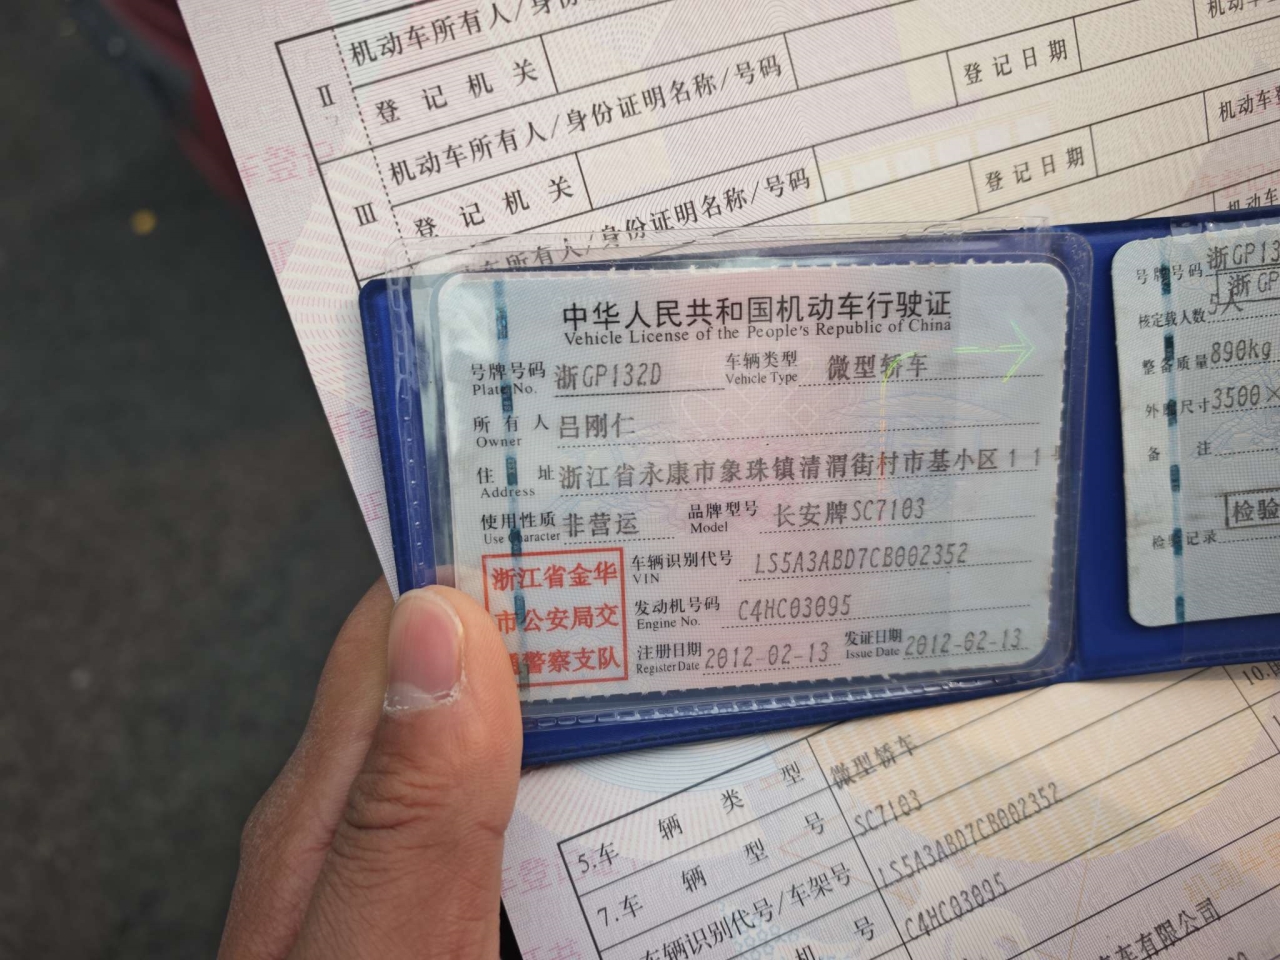 机动车所有人/身份
II
登记机关
登记日期
机动车所有人/身份证明名称/号码
机动车登
III
登记机关
登记日期
所有人/身份证明名称/号码
中华人民共和国机动车行驶证
Vehicle License of the People's Republic of China
号牌号码 浙GP132D 车辆类型 微型轿车
Plate No. Vehicle Type
所有人 吕刚仁
Owner
住址 浙江省永康市象珠镇清渭街村市基小区11
Address
使用性质 非营运 品牌型号 长安牌SC7103
Use Character Model
浙江省金华
市公安局交
警察支队
车辆识别代号 LS5A3ABD7CB002352
VIN
发动机号码 C4HC03095
Engine No.
注册日期 2012-02-13 发证日期 2012-02-13
Register Date Issue Date
号牌号码 浙GP13
浙GP
核定载人数 5人
整备质量 890kg
外廓尺寸 3500×
备注
检验
检验记录
5.车辆类型 微型轿车
10.
7.车辆型号 SC7103
车辆识别代号/车架号 LS5A3ABD7CB002352
机号 C4HC03095
车有限公司